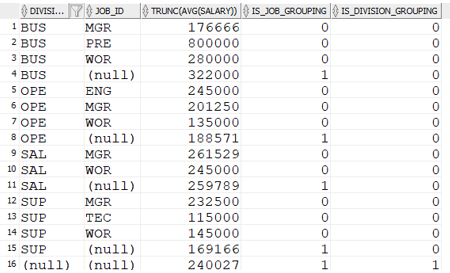 DIVISI... JOB_ID TRUNC(AVG(SALARY)) IS_JOB_GROUPING IS_DIVISION_GROUPING
1 BUS MGR 176666 0 0
2 BUS PRE 800000 0 0
3 BUS WOR 280000 0 0
4 BUS (null) 322000 1 0
5 OPE ENG 245000 0 0
6 OPE MGR 201250 0 0
7 OPE WOR 135000 0 0
8 OPE (null) 188571 1 0
9 SAL MGR 261529 0 0
10 SAL WOR 245000 0 0
11 SAL (null) 259789 1 0
12 SUP MGR 232500 0 0
13 SUP TEC 115000 0 0
14 SUP WOR 145000 0 0
15 SUP (null) 169166 1 0
16 (null) (null) 240027 1 1